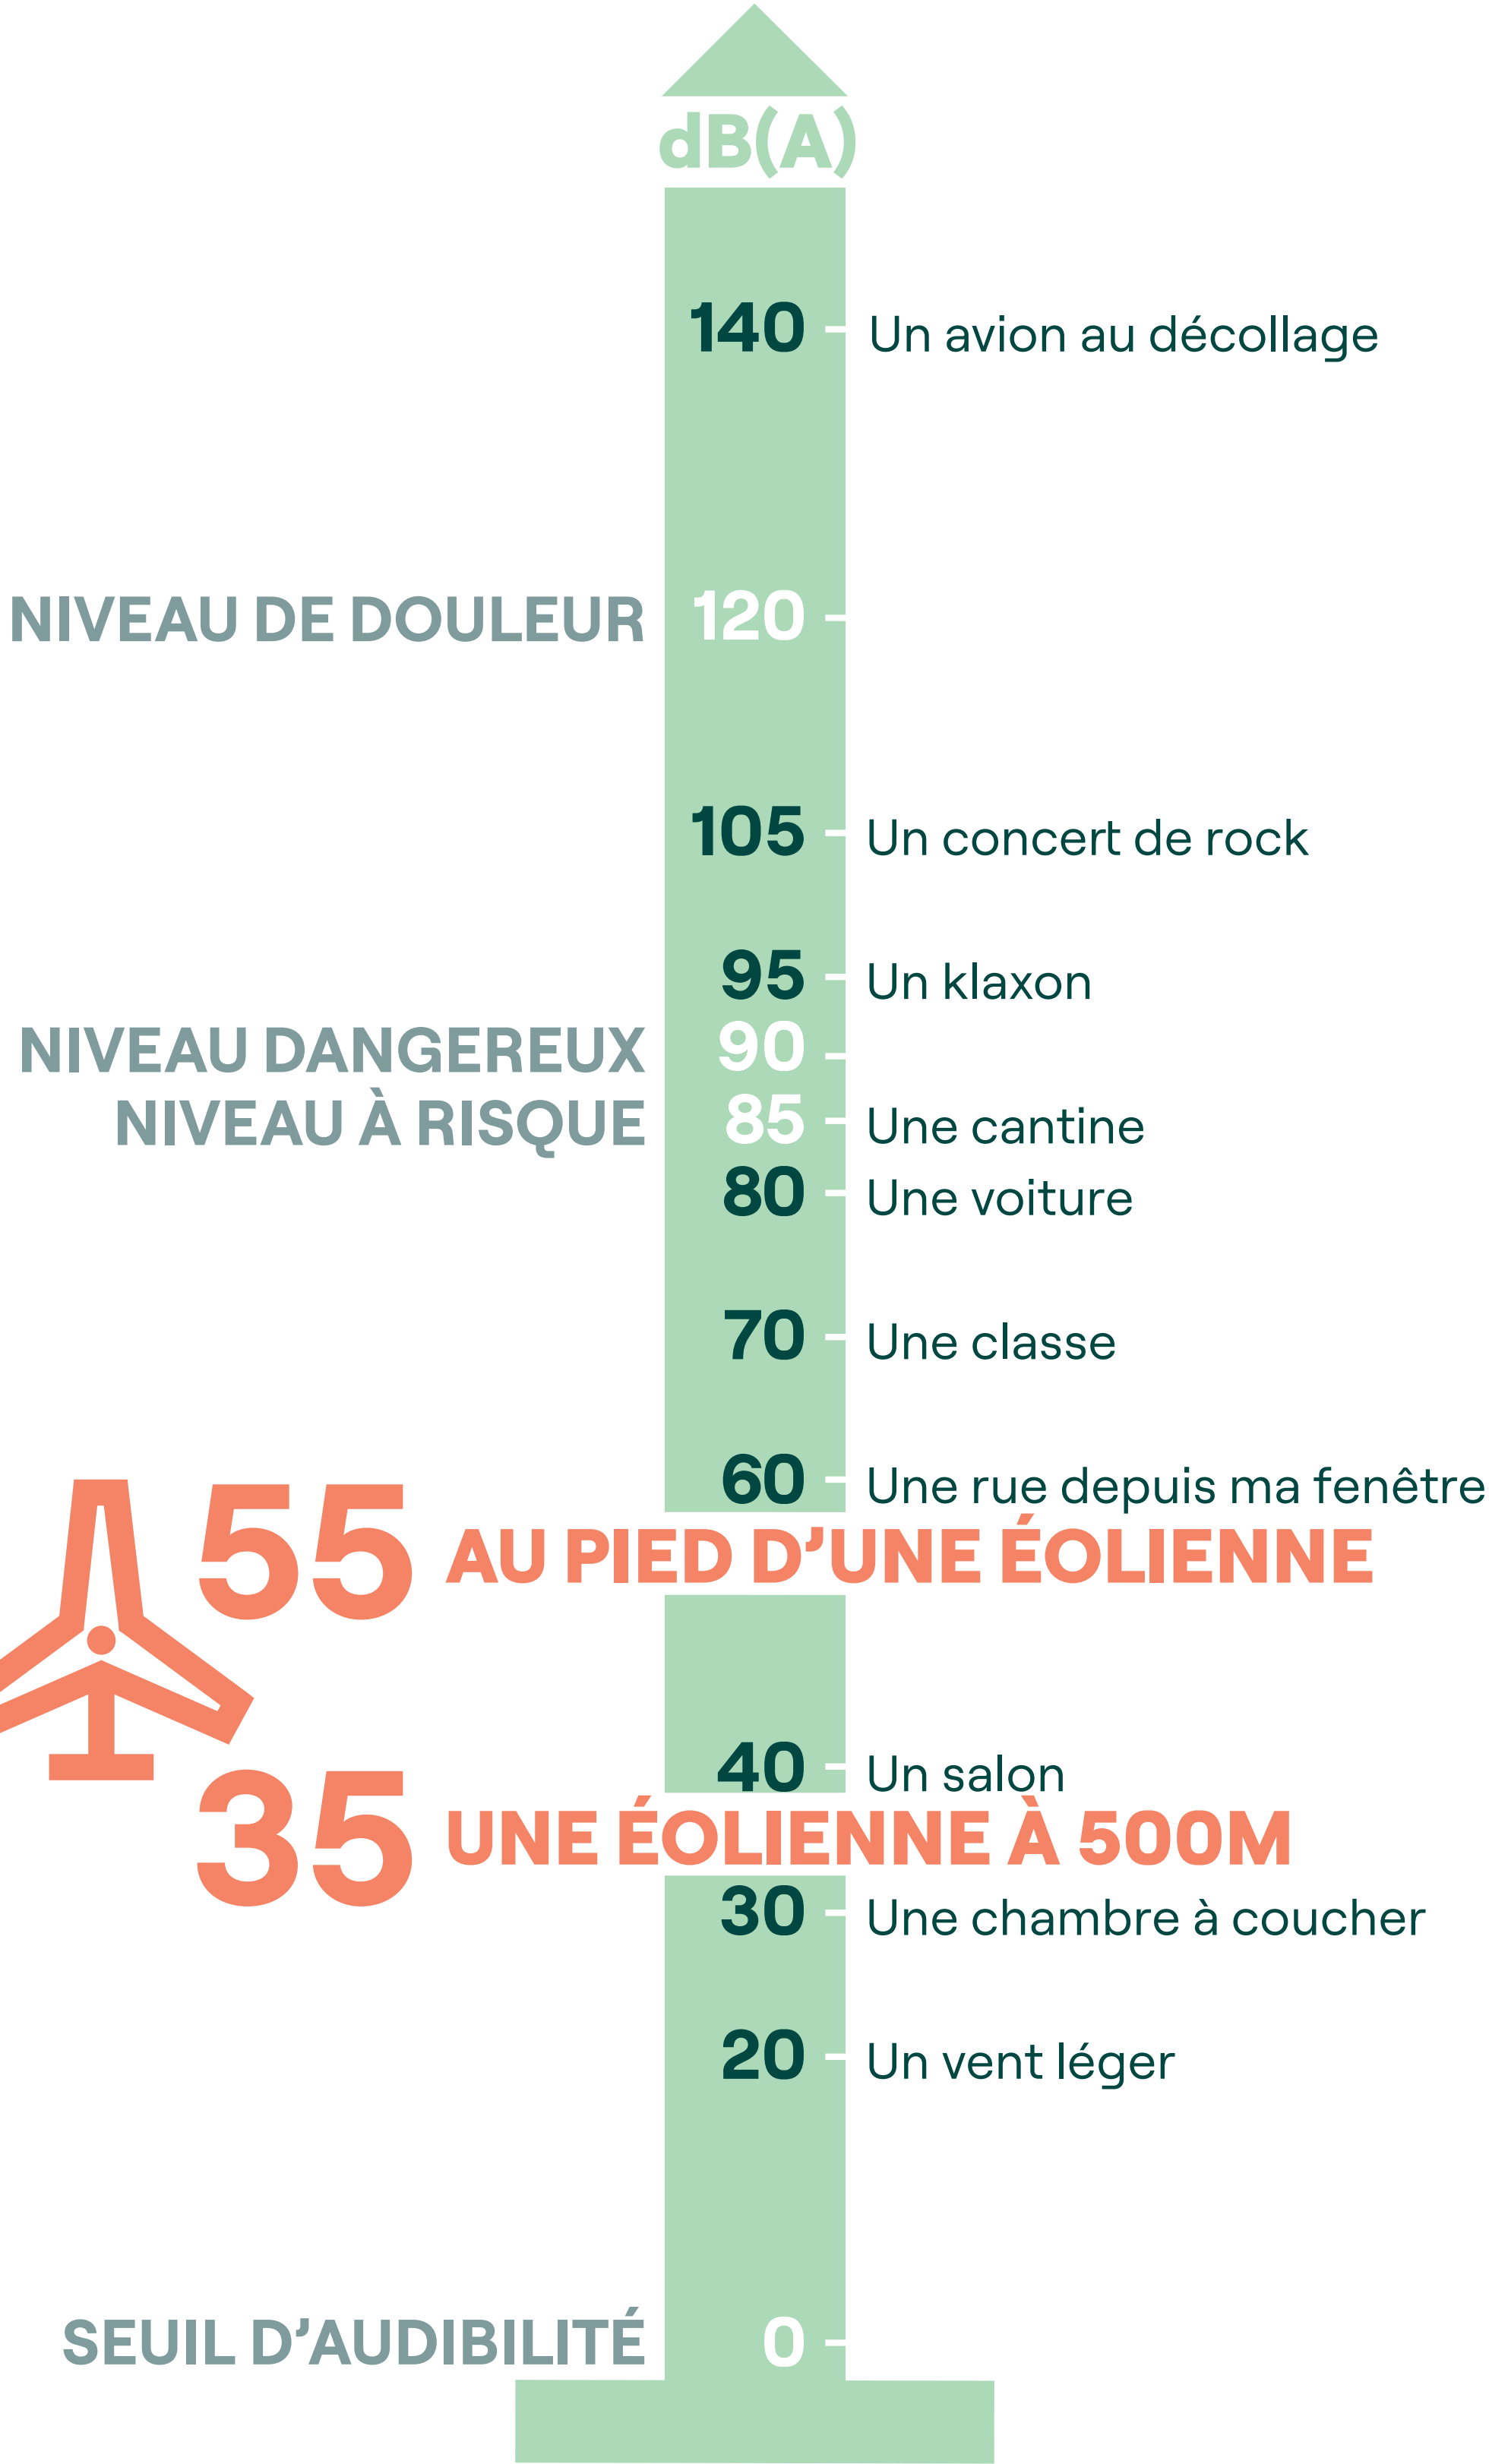 dB(A)
140 Un avion au décollage
NIVEAU DE DOULEUR 120
105 Un concert de rock
95 Un klaxon
NIVEAU DANGEREUX 90
NIVEAU À RISQUE 85 Une cantine
80 Une voiture
70 Une classe
60 Une rue depuis ma fenêtre
55 AU PIED D'UNE ÉOLIENNE
40 Un salon
35 UNE ÉOLIENNE À 500M
30 Une chambre à coucher
20 Un vent léger
SEUIL D'AUDIBILITÉ 0